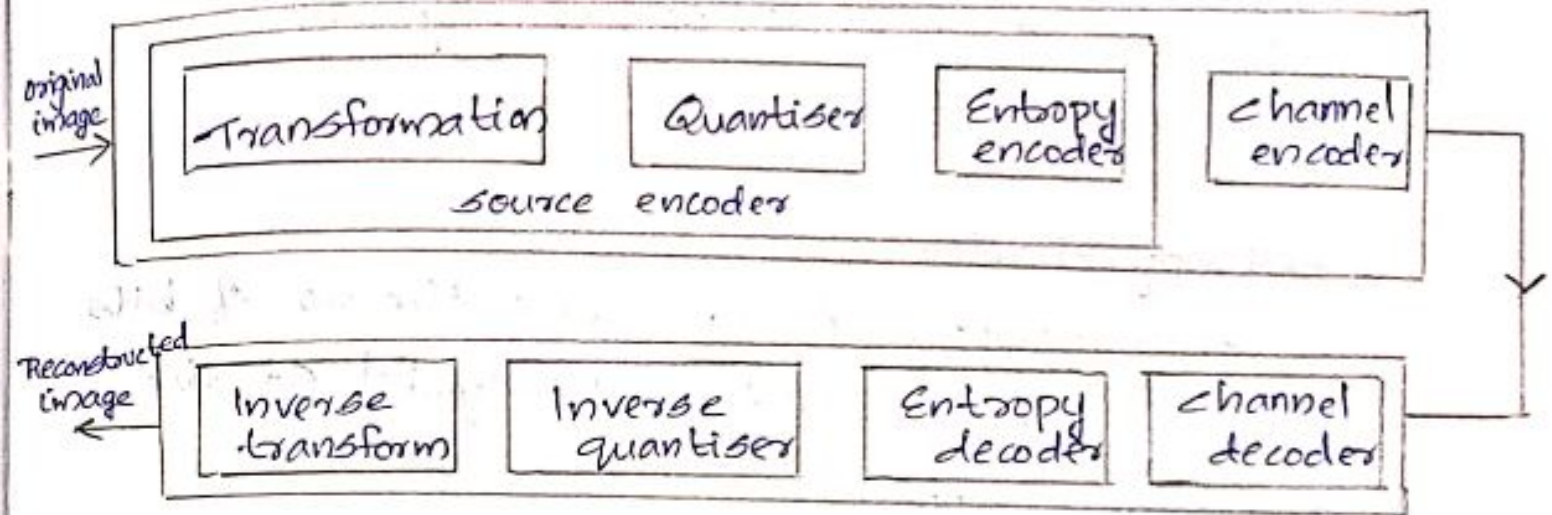 original
image
Transformation
Quantiser
Entropy
encoder
channel
encoder
source encoder
Reconstructed
image
Inverse
transform
Inverse
quantiser
Entropy
decoder
channel
decoder